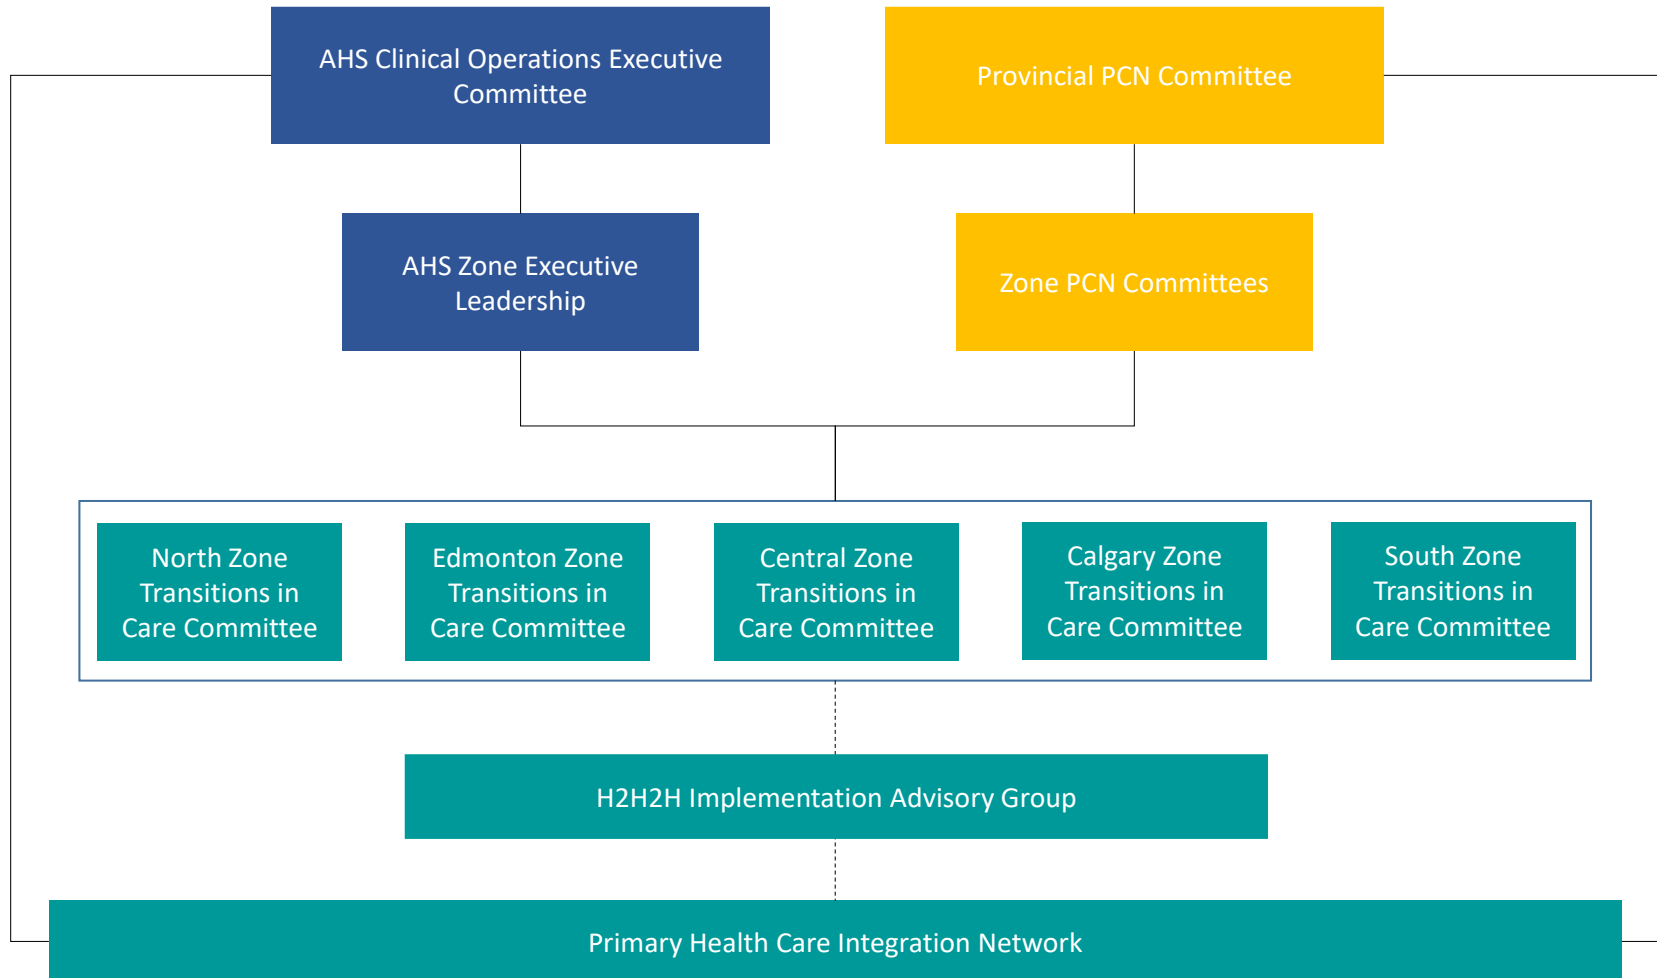 AHS Clinical Operations Executive
Committee
Provincial PCN Committee
AHS Zone Executive
Leadership
Zone PCN Committees
North Zone
Transitions in
Care Committee
Edmonton Zone
Transitions in
Care Committee
Central Zone
Transitions in
Care Committee
Calgary Zone
Transitions in
Care Committee
South Zone
Transitions in
Care Committee
H2H2H Implementation Advisory Group
Primary Health Care Integration Network